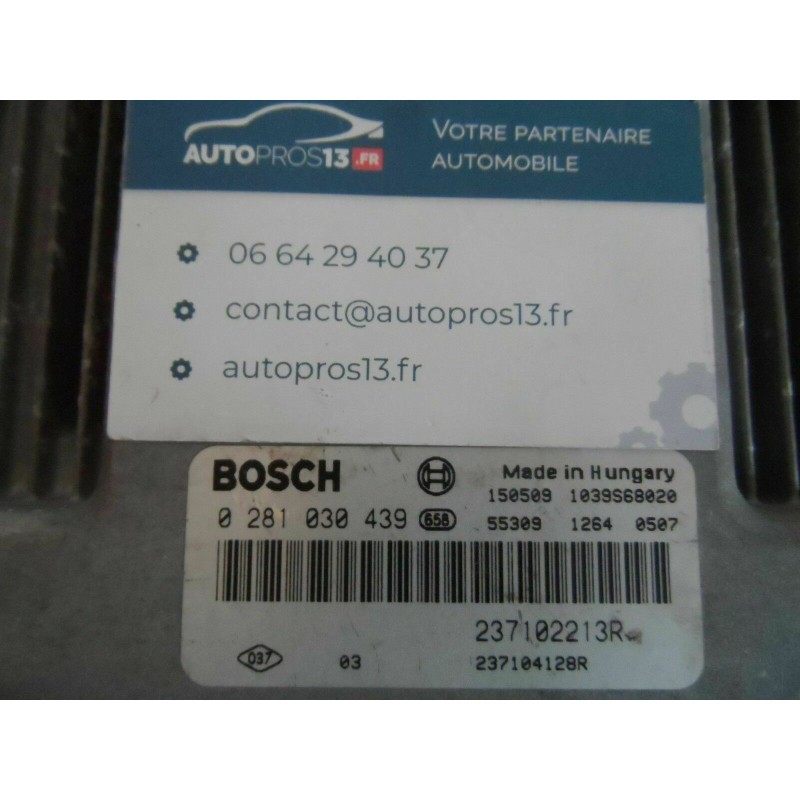 AUTOPROS13.FR
VOTRE PARTENAIRE
AUTOMOBILE
06 64 29 40 37
contact@autopros13.fr
autopros13.fr
BOSCH
Made in Hungary
150509 1039S68020
0 281 030 439 658
55309 1264 0507
237102213R
037 03 237104128R